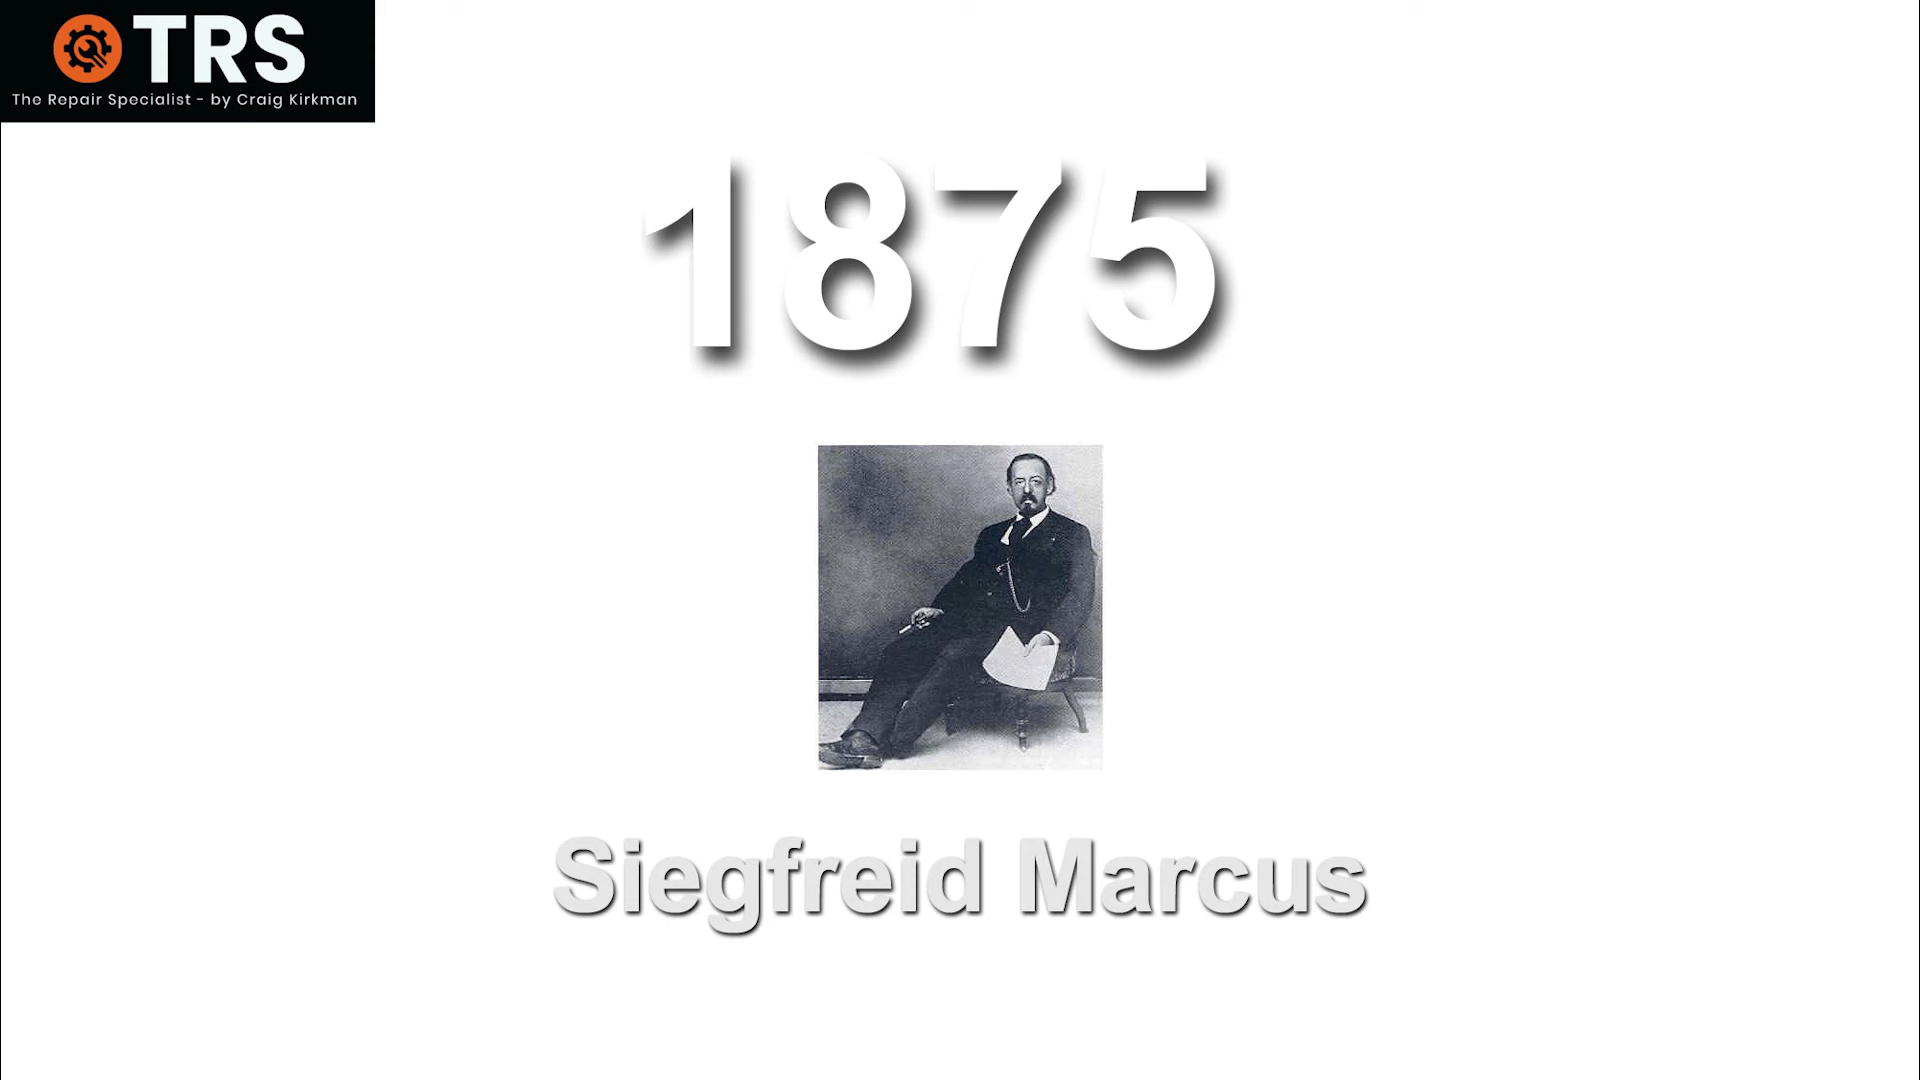 TRS
The Repair Specialist - by Craig Kirkman
1875
Siegfreid Marcus